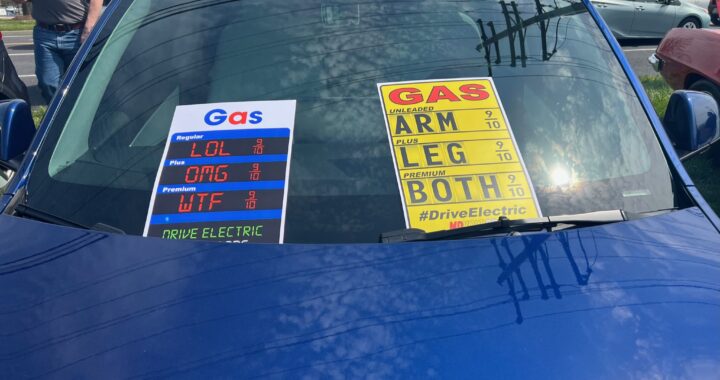 Gas
Regular
LOL 9/10
Plus
OMG 9/10
Premium
WTF 9/10
DRIVE ELECTRIC
GAS
UNLEADED
ARM 9/10
PLUS
LEG 9/10
PREMIUM
BOTH 9/10
#DriveElectric